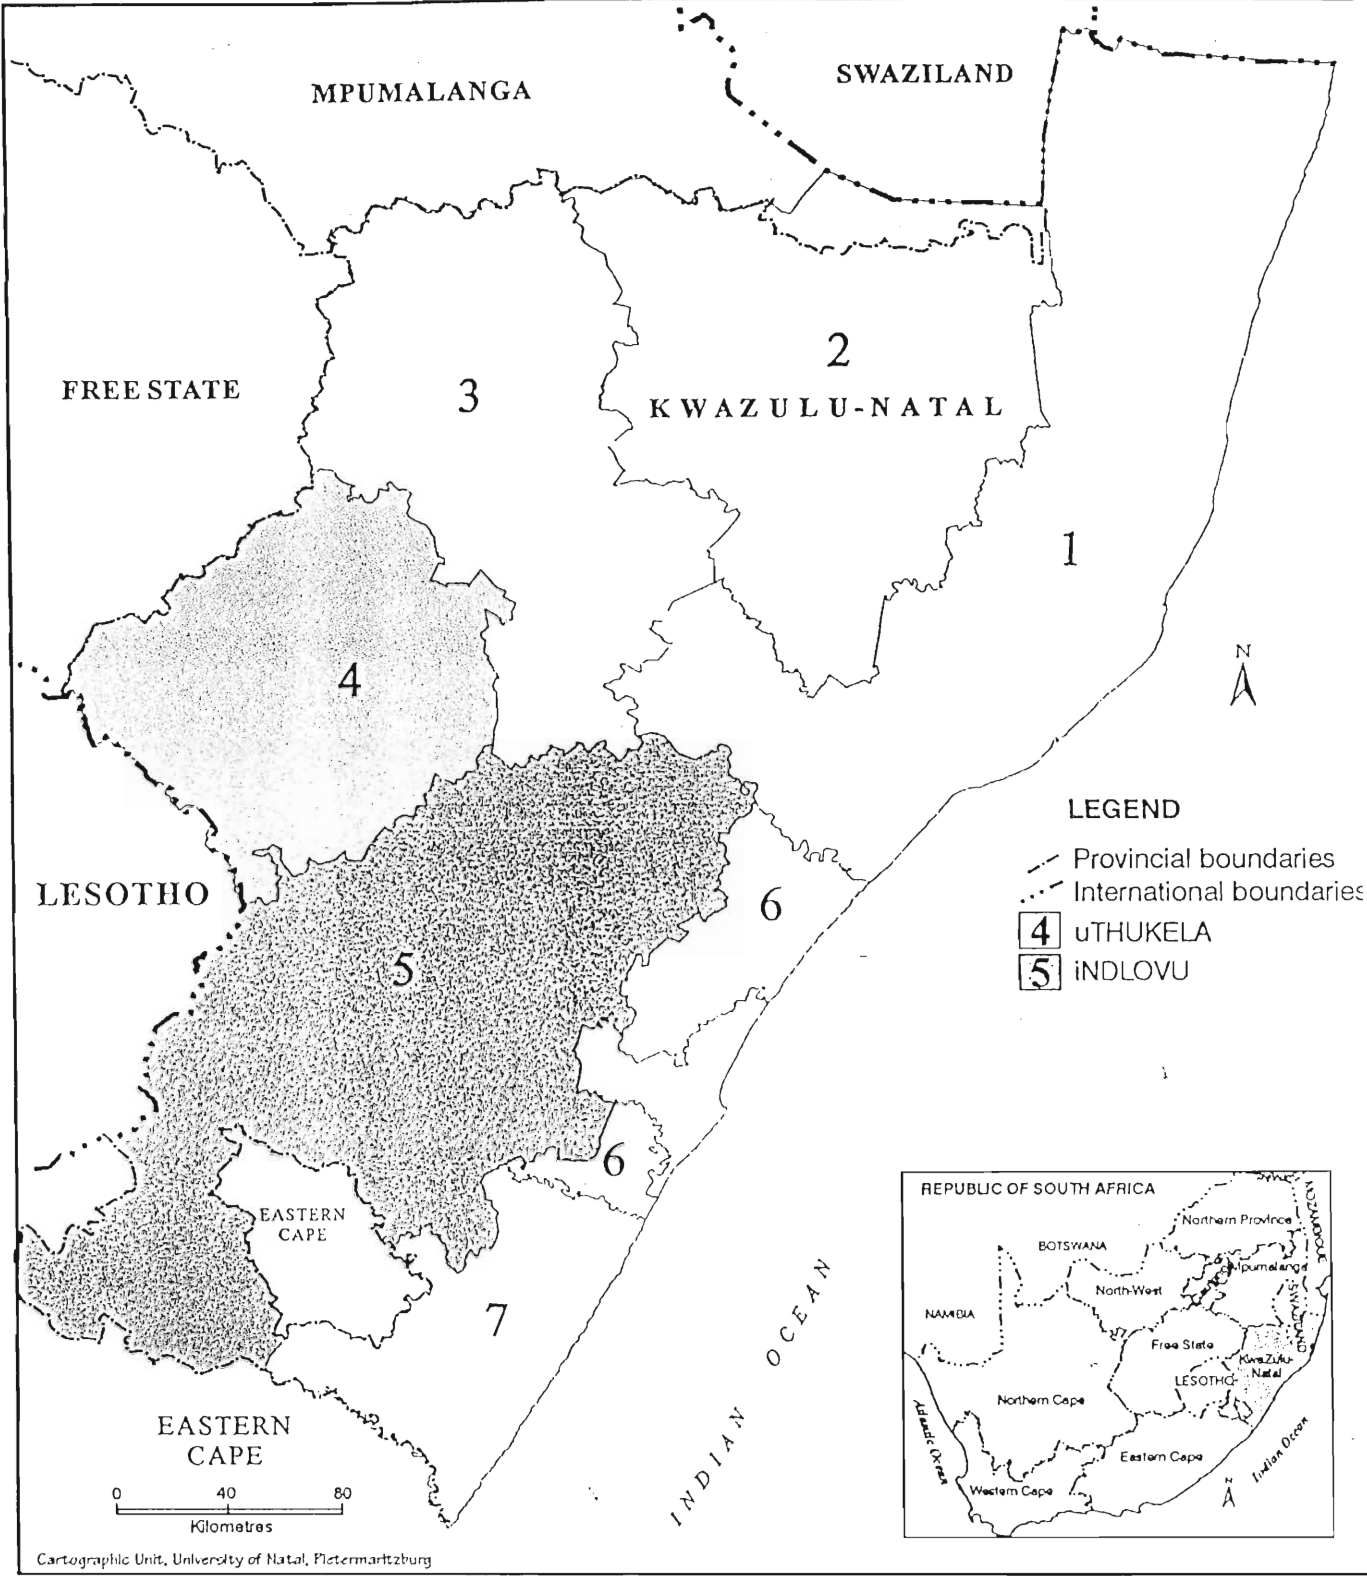 MPUMALANGA
SWAZILAND
FREE STATE
3
2
KWAZULU-NATAL
1
4
N
LEGEND
Provincial boundaries
International boundaries
4 uTHUKELA
5 iNDLOVU
LESOTHO
5
6
6
EASTERN
CAPE
7
INDIAN OCEAN
EASTERN
CAPE
0 40 80
Kilometres
Cartographic Unit, University of Natal, Pietermaritzburg
REPUBLIC OF SOUTH AFRICA
Northern Province
MOZAMBIQUE
BOTSWANA
Mpumalanga
North-West
SWAZILAND
NAMIBIA
Free State
KwaZulu-
Natal
LESOTHO
Northern Cape
Atlantic Ocean
Eastern Cape
Indian Ocean
Western Cape
N